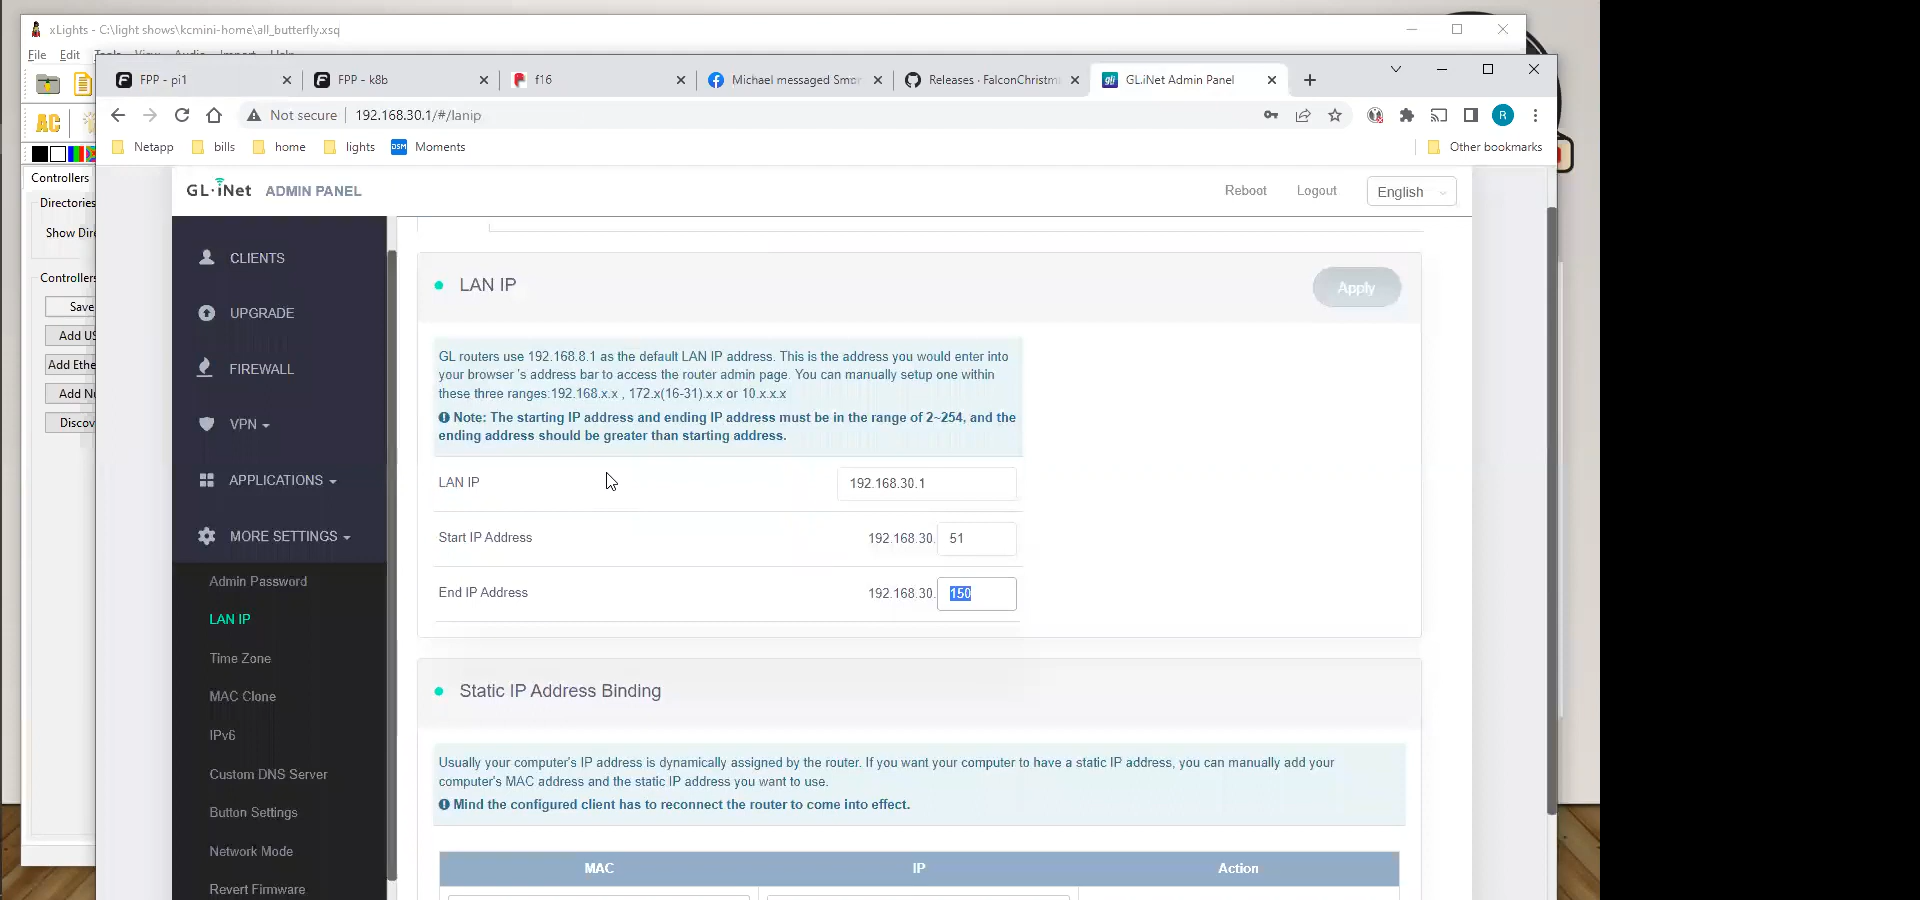 xLights - C:\light shows\kcmini-home\all_butterfly.xsq
File Edit Tools View Audio Import Help
FPP - pi1
FPP - k8b
f16
Michael messaged Smo
Releases · FalconChristm
GL.iNet Admin Panel
Not secure
192.168.30.1/#/lanip
R
Netapp
bills
home
lights
DSM
Moments
Other bookmarks
AC
Controllers
Directories
Show Dire
Controllers
Save
Add US
Add Ethe
Add Nu
Discov
GL·iNet ADMIN PANEL
Reboot
Logout
English
CLIENTS
UPGRADE
FIREWALL
VPN
APPLICATIONS
MORE SETTINGS
Admin Password
LAN IP
Time Zone
MAC Clone
IPv6
Custom DNS Server
Button Settings
Network Mode
Revert Firmware
LAN IP
Apply
GL routers use 192.168.8.1 as the default LAN IP address. This is the address you would enter into
your browser 's address bar to access the router admin page. You can manually setup one within
these three ranges:192.168.x.x , 172.x(16-31).x.x or 10.x.x.x
Note: The starting IP address and ending IP address must be in the range of 2~254, and the
ending address should be greater than starting address.
LAN IP 192.168.30.1
Start IP Address 192.168.30. 51
End IP Address 192.168.30. 150
Static IP Address Binding
Usually your computer's IP address is dynamically assigned by the router. If you want your computer to have a static IP address, you can manually add your
computer's MAC address and the static IP address you want to use.
Mind the configured client has to reconnect the router to come into effect.
MAC IP Action